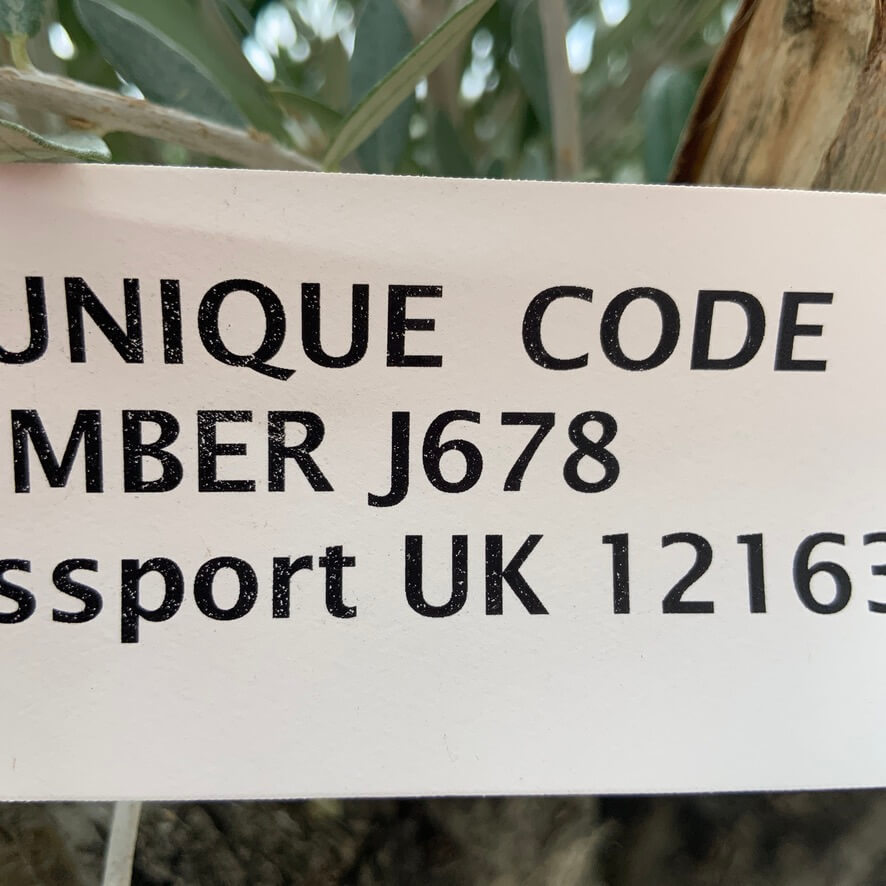 UNIQUE CODE
MBER J678
ssport UK 12163